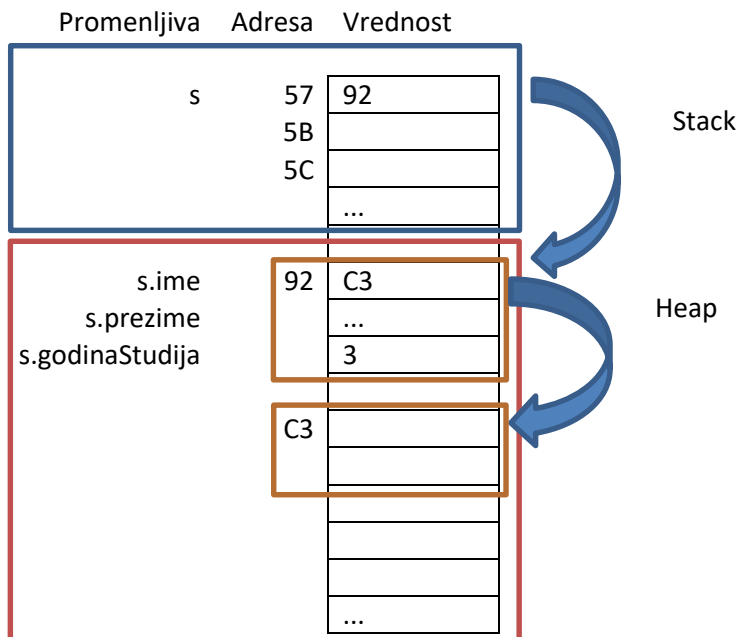 Promenljiva Adresa Vrednost
s 57 92
Stack
5B
5C
...
s.ime 92 C3
Heap
s.prezime ...
s.godinaStudija 3
C3
...